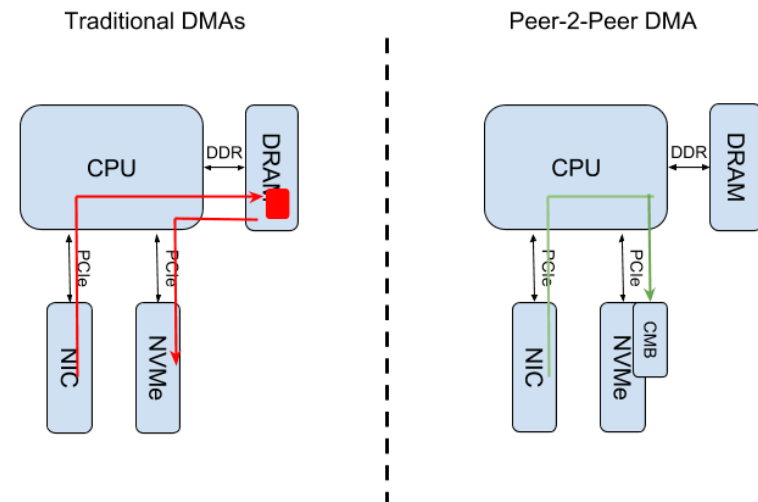 Traditional DMAs
CPU
DDR
DRAM
PCIe
PCIe
NIC
NVMe
Peer-2-Peer DMA
CPU
DDR
DRAM
PCIe
PCIe
NIC
NVMe
CMB